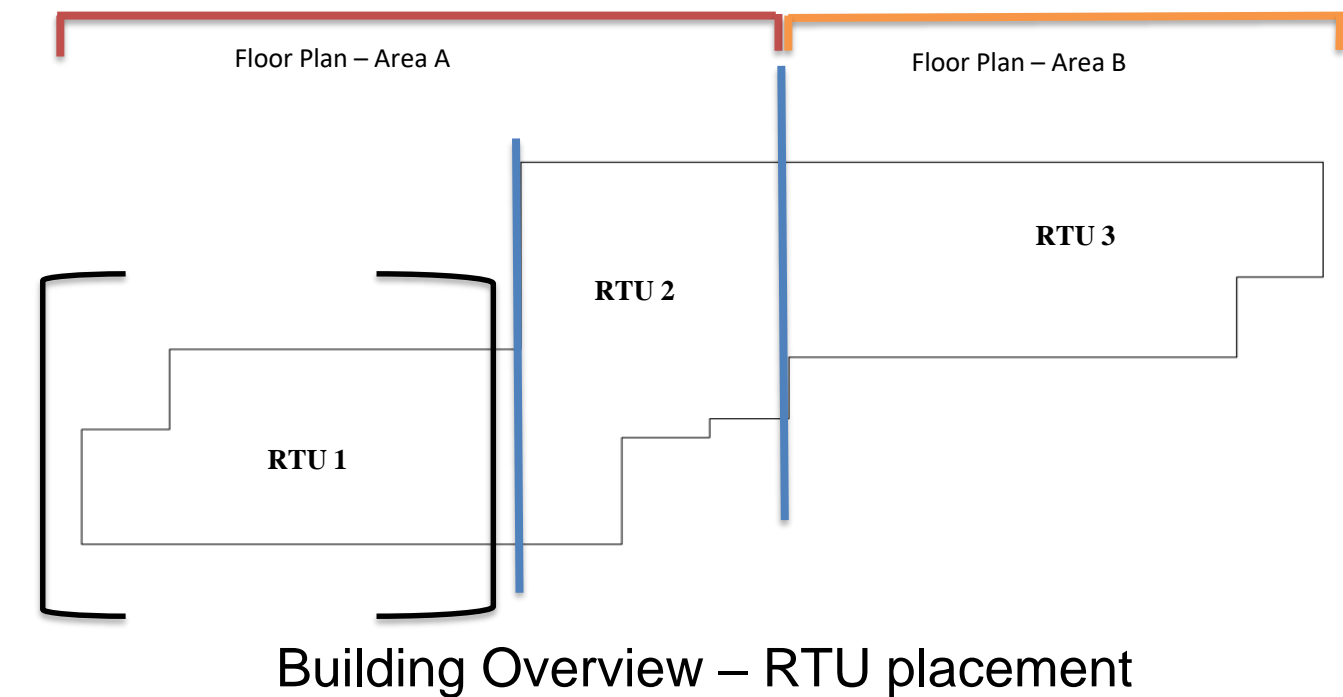 Floor Plan – Area A
Floor Plan – Area B
RTU 3
RTU 2
RTU 1
Building Overview – RTU placement